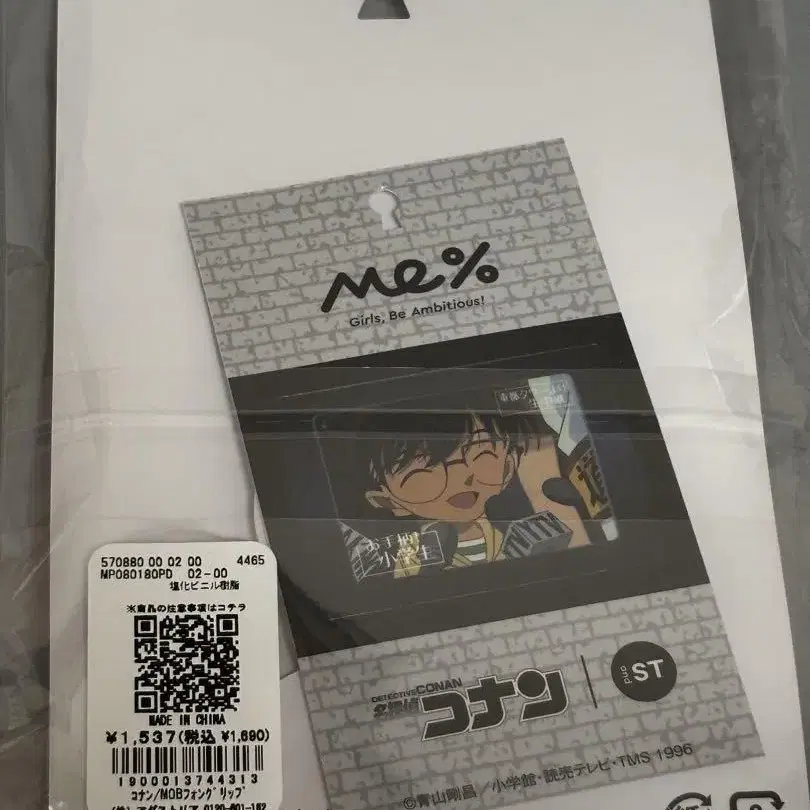 Me%
Girls, Be Ambitious!
お手柄!
小学生
DETECTIVE CONAN
名探偵
コナン
and ST
©青山剛昌／小学館・読売テレビ・TMS 1996
570880 00 02 00 4465
MP080180PD 02-00
塩化ビニル樹脂
※商品の注意事項はコチラ
MADE IN CHINA
¥1,537(税込 ¥1,690)
1900013744313
コナン/MOBフォングリップ